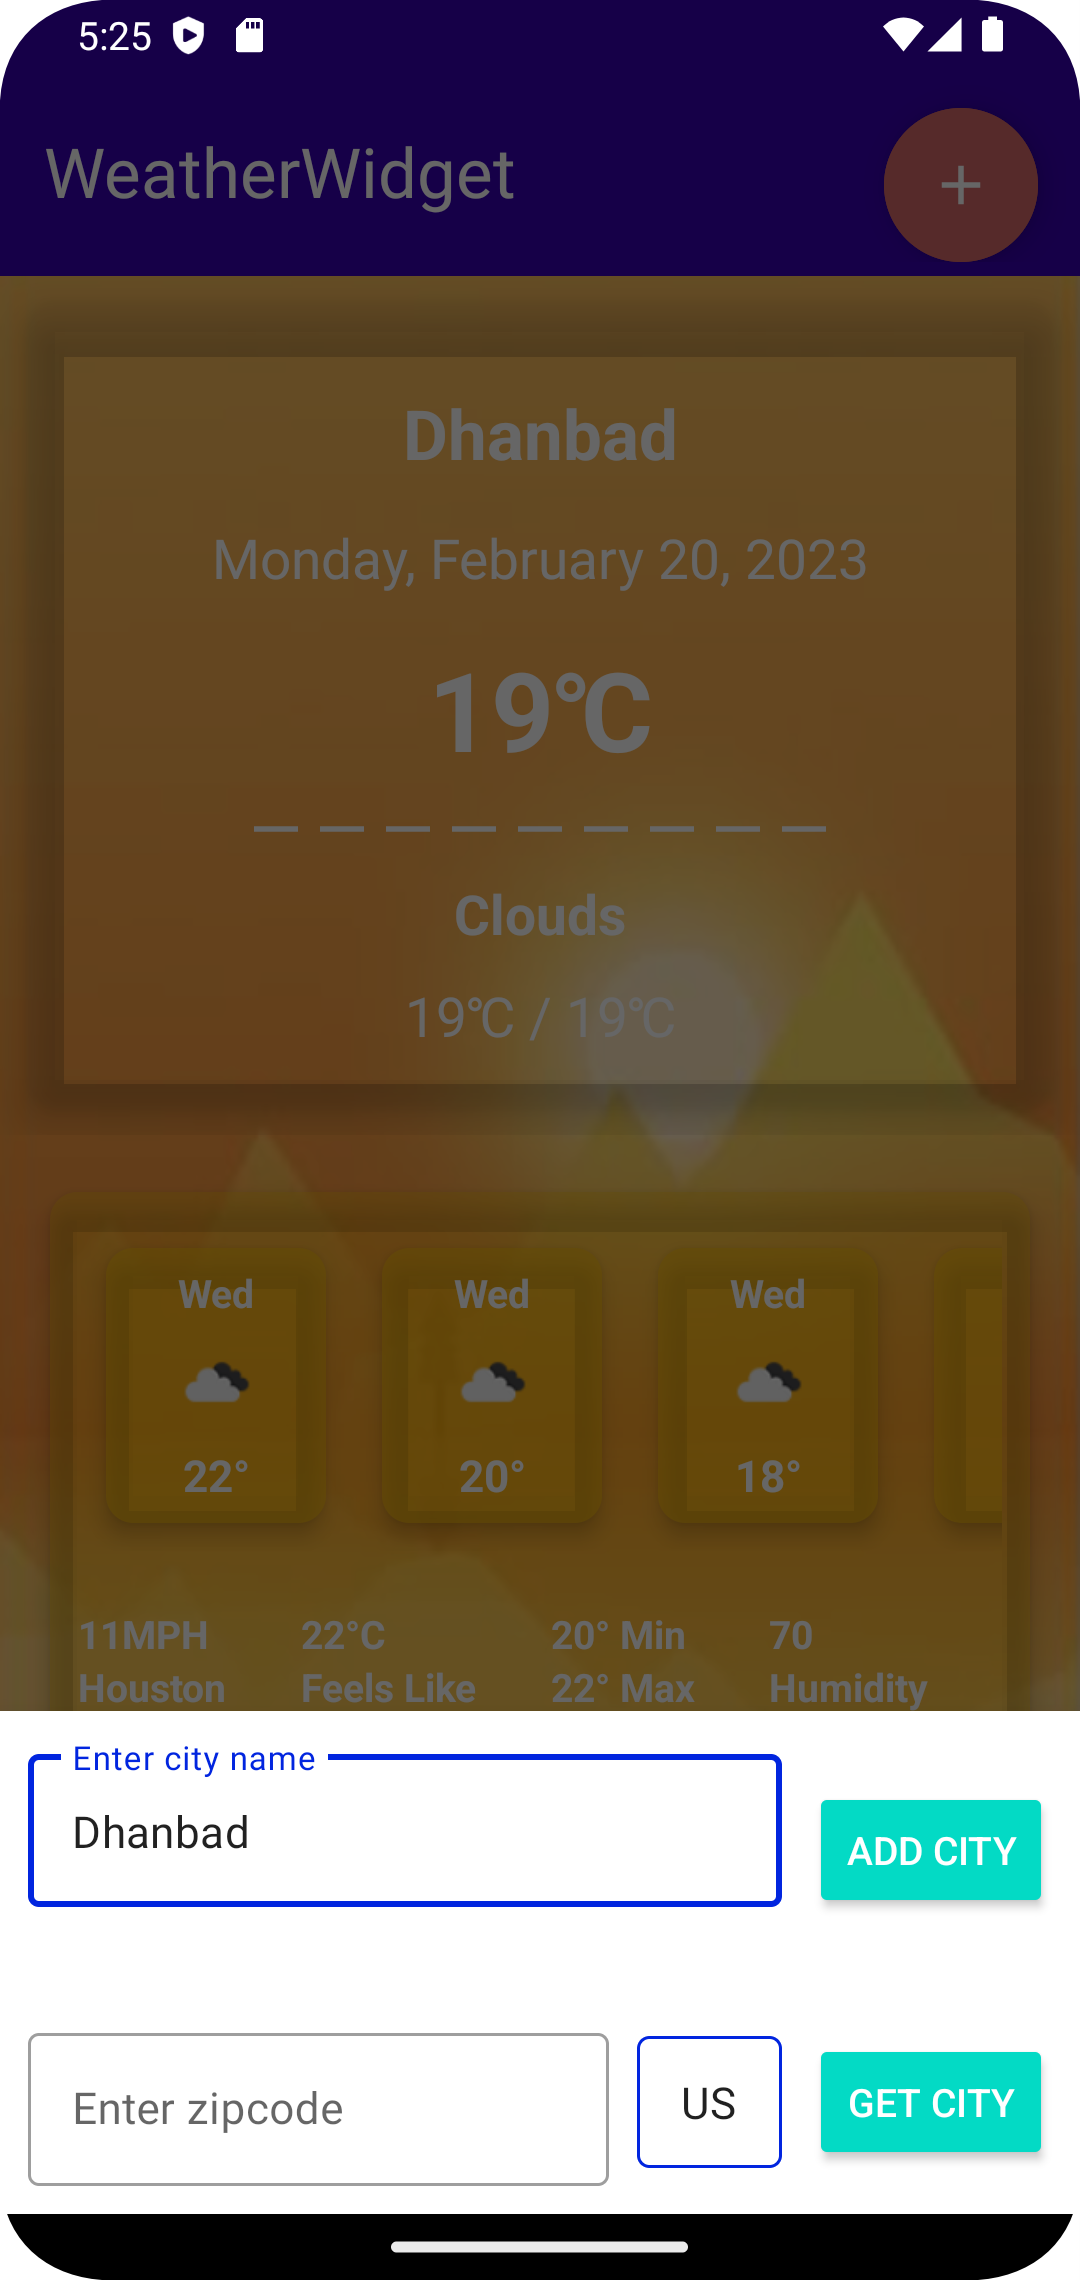 5:25
WeatherWidget
+
Dhanbad
Monday, February 20, 2023
19℃
Clouds
19℃ / 19℃
Wed Wed Wed
22° 20° 18°
11MPH 22°C 20° Min 70
Houston Feels Like 22° Max Humidity
Enter city name
Dhanbad
ADD CITY
Enter zipcode
US
GET CITY